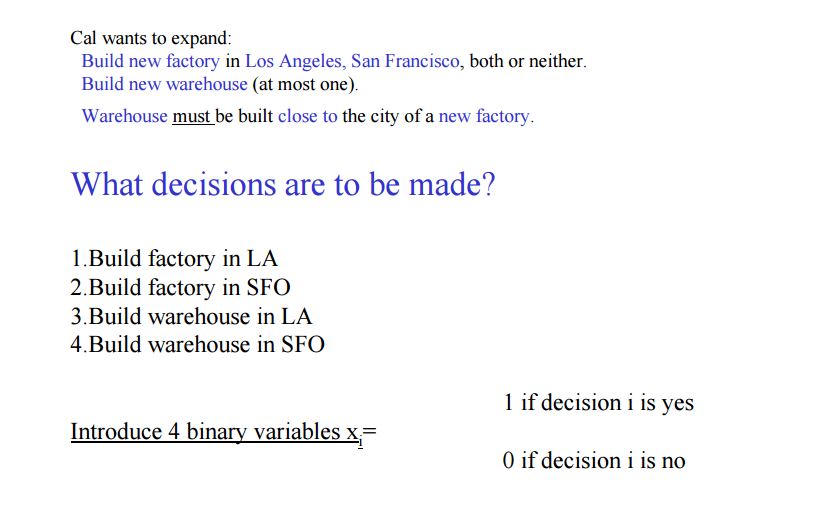 Cal wants to expand:
Build new factory in Los Angeles, San Francisco, both or neither.
Build new warehouse (at most one).
Warehouse must be built close to the city of a new factory.
What decisions are to be made?
1.Build factory in LA
2.Build factory in SFO
3.Build warehouse in LA
4.Build warehouse in SFO
1 if decision i is yes
Introduce 4 binary variables xi=
0 if decision i is no